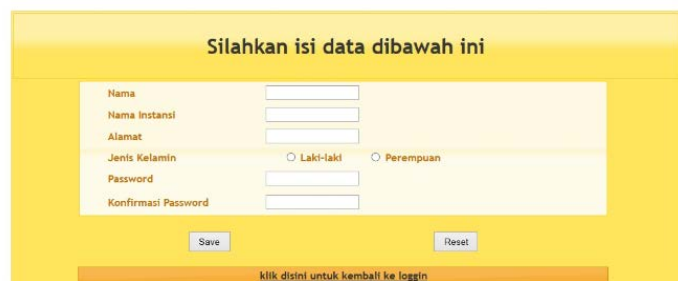 Silahkan isi data dibawah ini
Nama
Nama Instansi
Alamat
Jenis Kelamin Laki-laki Perempuan
Password
Konfirmasi Password
Save Reset
klik disini untuk kembali ke loggin